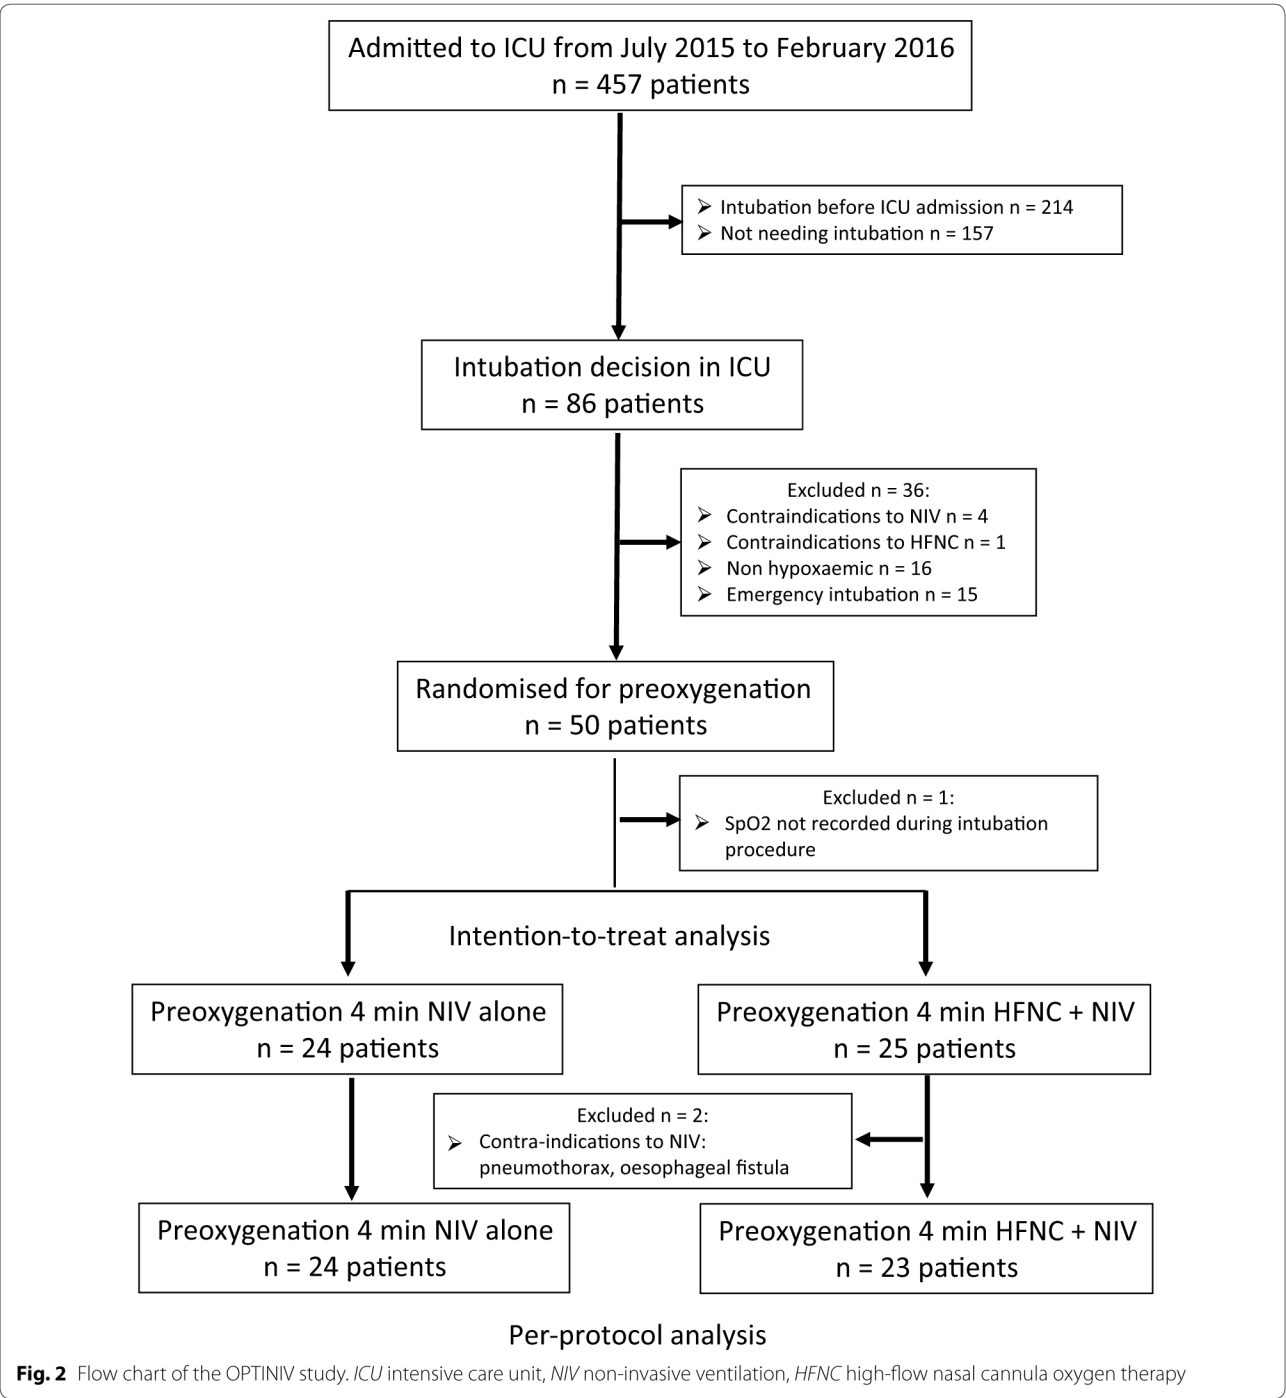 Admitted to ICU from July 2015 to February 2016
n = 457 patients
➢ Intubation before ICU admission n = 214
➢ Not needing intubation n = 157
Intubation decision in ICU
n = 86 patients
Excluded n = 36:
➢ Contraindications to NIV n = 4
➢ Contraindications to HFNC n = 1
➢ Non hypoxaemic n = 16
➢ Emergency intubation n = 15
Randomised for preoxygenation
n = 50 patients
Excluded n = 1:
➢ SpO2 not recorded during intubation
procedure
Intention-to-treat analysis
Preoxygenation 4 min NIV alone
n = 24 patients
Preoxygenation 4 min HFNC + NIV
n = 25 patients
Excluded n = 2:
➢ Contra-indications to NIV:
pneumothorax, oesophageal fistula
Preoxygenation 4 min NIV alone
n = 24 patients
Preoxygenation 4 min HFNC + NIV
n = 23 patients
Per-protocol analysis
Fig. 2 Flow chart of the OPTINIV study. ICU intensive care unit, NIV non-invasive ventilation, HFNC high-flow nasal cannula oxygen therapy